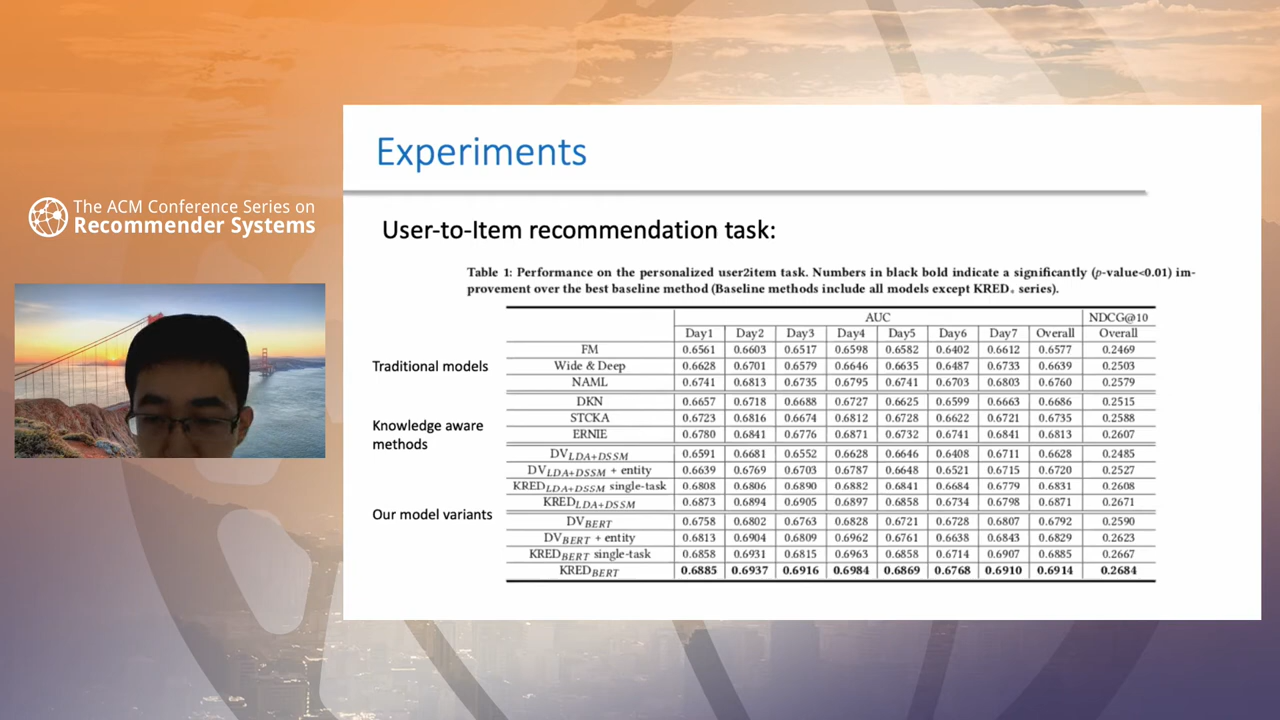 The ACM Conference Series on
Recommender Systems
Experiments
User-to-Item recommendation task:
Table 1: Performance on the personalized user2item task. Numbers in black bold indicate a significantly (p-value<0.01) im-
provement over the best baseline method (Baseline methods include all models except KRED* series).
AUC NDCG@10
Day1 Day2 Day3 Day4 Day5 Day6 Day7 Overall Overall
Traditional models
FM 0.6561 0.6603 0.6517 0.6598 0.6582 0.6402 0.6612 0.6577 0.2469
Wide & Deep 0.6628 0.6701 0.6579 0.6646 0.6635 0.6487 0.6733 0.6639 0.2503
NAML 0.6741 0.6813 0.6735 0.6795 0.6741 0.6703 0.6803 0.6760 0.2579
Knowledge aware
methods
DKN 0.6657 0.6718 0.6688 0.6727 0.6625 0.6599 0.6663 0.6686 0.2515
STCKA 0.6723 0.6816 0.6674 0.6812 0.6728 0.6622 0.6721 0.6735 0.2588
ERNIE 0.6780 0.6841 0.6776 0.6871 0.6732 0.6741 0.6841 0.6813 0.2607
Our model variants
DVLDA+DSSM 0.6591 0.6681 0.6552 0.6628 0.6646 0.6408 0.6711 0.6628 0.2485
DVLDA+DSSM + entity 0.6639 0.6769 0.6703 0.6787 0.6648 0.6521 0.6715 0.6720 0.2527
KREDLDA+DSSM single-task 0.6808 0.6806 0.6890 0.6882 0.6841 0.6684 0.6779 0.6831 0.2608
KREDLDA+DSSM 0.6873 0.6894 0.6905 0.6897 0.6858 0.6734 0.6798 0.6871 0.2671
DVBERT 0.6758 0.6802 0.6763 0.6828 0.6721 0.6728 0.6807 0.6792 0.2590
DVBERT + entity 0.6813 0.6904 0.6809 0.6962 0.6761 0.6638 0.6843 0.6829 0.2623
KREDBERT single-task 0.6858 0.6931 0.6815 0.6963 0.6858 0.6714 0.6907 0.6885 0.2667
KREDBERT 0.6885 0.6937 0.6916 0.6984 0.6869 0.6768 0.6910 0.6914 0.2684